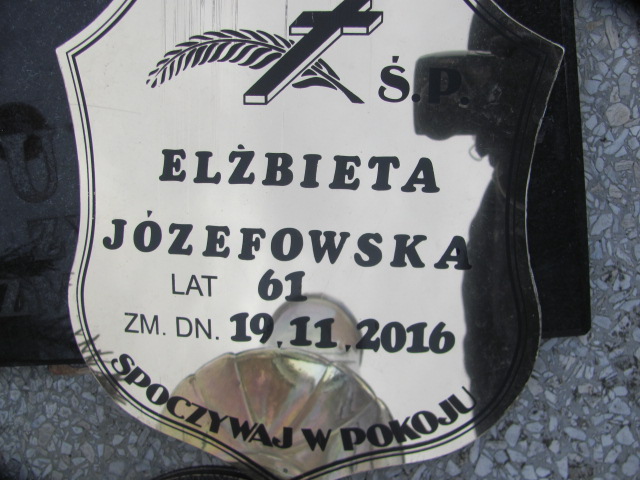 Ś.P.
ELŻBIETA
JÓZEFOWSKA
LAT 61
ZM. DN. 19.11.2016
SPOCZYWAJ W POKOJU